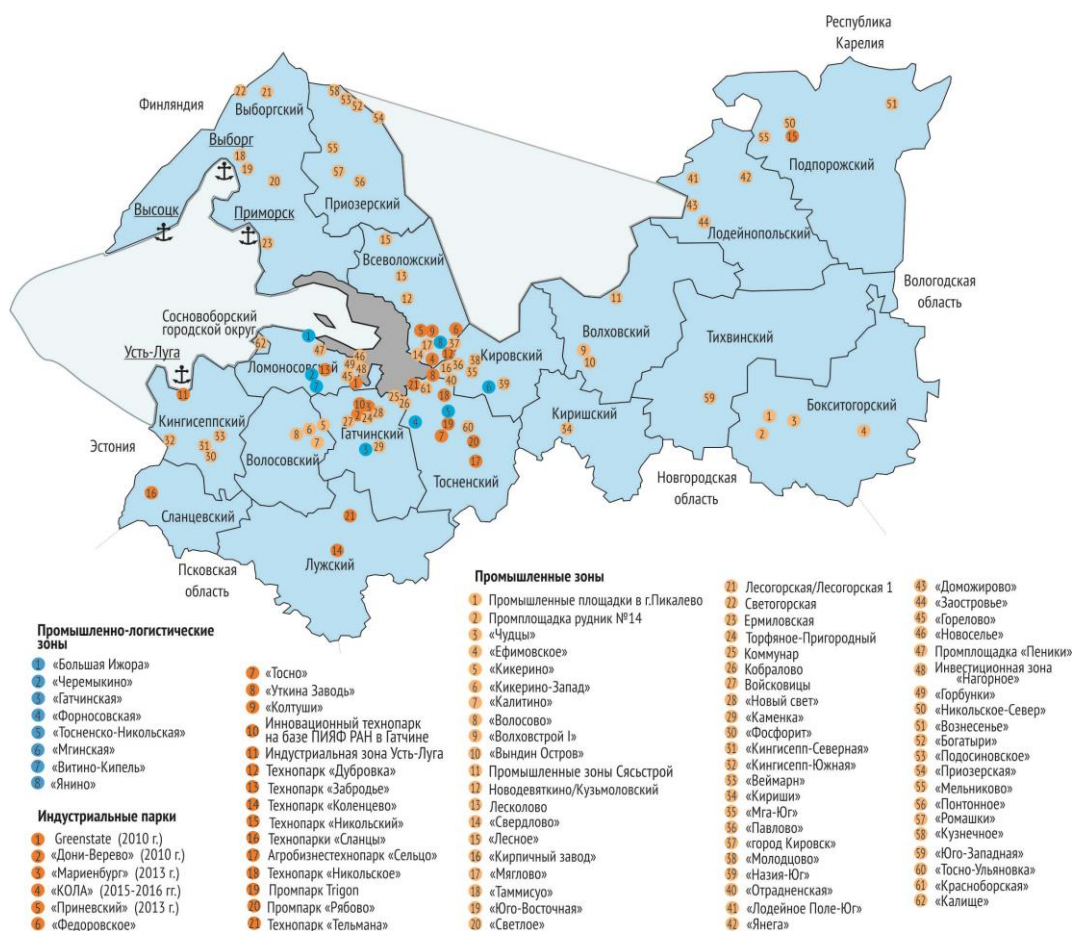 Республика
Карелия
Финляндия
Выборгский
Выборг
Подпорожский
Приозерский
Высоцк
Приморск
Лодейнопольский
Всеволожский
Вологодская
область
Сосновоборский
городской округ
Волховский
Тихвинский
Усть-Луга
Ломоносовский
Кировский
Кингисеппский
Киришский
Бокситогорский
Эстония
Гатчинский
Волосовский
Тосненский
Новгородская
область
Сланцевский
Лужский
Псковская
область
Промышленно-логистические
зоны
1 «Большая Ижора»
2 «Черемыкино»
3 «Гатчинская»
4 «Форносовская»
5 «Тосненско-Никольская»
6 «Мгинская»
7 «Витино-Кипель»
8 «Янино»
Индустриальные парки
1 Greenstate (2010 г.)
2 «Дони-Верево» (2010 г.)
3 «Мариенбург» (2013 г.)
4 «КОЛА» (2015-2016 гг.)
5 «Приневский» (2013 г.)
6 «Федоровское»
7 «Тосно»
8 «Уткина Заводь»
9 «Колтуши»
10 Инновационный технопарк
на базе ПИЯФ РАН в Гатчине
11 Индустриальная зона Усть-Луга
12 Технопарк «Дубровка»
13 Технопарк «Забродье»
14 Технопарк «Коленцево»
15 Технопарк «Никольский»
16 Технопарки «Сланцы»
17 Агробизнестехнопарк «Сельцо»
18 Технопарк «Никольское»
19 Промпарк Trigon
20 Промпарк «Рябово»
21 Технопарк «Тельмана»
Промышленные зоны
1 Промышленные площадки в г.Пикалево
2 Промплощадка рудник №14
3 «Чудцы»
4 «Ефимовское»
5 «Кикерино»
6 «Кикерино-Запад»
7 «Калитино»
8 «Волосово»
9 «Волховстрой I»
10 «Вындин Остров»
11 Промышленные зоны Сясьстрой
12 Новодевяткино/Кузьмоловский
13 Лесколово
14 «Свердлово»
15 «Лесное»
16 «Кирпичный завод»
17 «Мяглово»
18 «Таммисуо»
19 «Юго-Восточная»
20 «Светлое»
21 Лесогорская/Лесогорская 1
22 Светогорская
23 Ермиловская
24 Торфяное-Пригородный
25 Коммунар
26 Кобралово
27 Войсковицы
28 «Новый свет»
29 «Каменка»
30 «Фосфорит»
31 «Кингисепп-Северная»
32 «Кингисепп-Южная»
33 «Веймарн»
34 «Кириши»
35 «Мга-Юг»
36 «Павлово»
37 «город Кировск»
38 «Молодцово»
39 «Назия-Юг»
40 «Отрадненская»
41 «Лодейное Поле-Юг»
42 «Янега»
43 «Доможирово»
44 «Заостровье»
45 «Горелово»
46 «Новоселье»
47 Промплощадка «Пеники»
48 Инвестиционная зона
«Нагорное»
49 «Горбунки»
50 «Никольское-Север»
51 «Вознесенье»
52 «Богатыри»
53 «Подосиновское»
54 «Приозерская»
55 «Мельниково»
56 «Понтонное»
57 «Ромашки»
58 «Кузнечное»
59 «Юго-Западная»
60 «Тосно-Ульяновка»
61 «Красноборская»
62 «Калище»